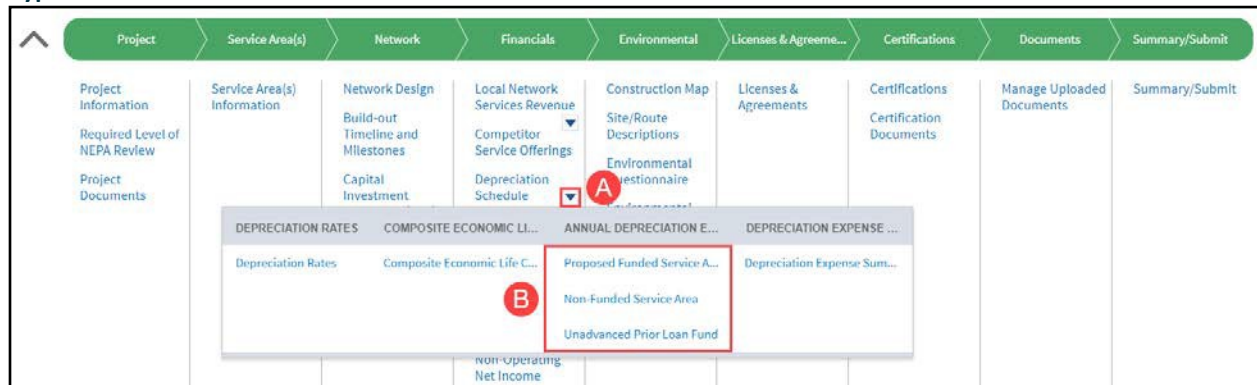 Project
Service Area(s)
Network
Financials
Environmental
Licenses & Agreeme...
Certifications
Documents
Summary/Submit
Project
Information
Required Level of
NEPA Review
Project
Documents
Service Area(s)
Information
Network Design
Build-out
Timeline and
Milestones
Capital
Investment
Local Network
Services Revenue
Competitor
Service Offerings
Depreciation
Schedule
Construction Map
Site/Route
Descriptions
Environmental
Questionnaire
Environmental
Licenses &
Agreements
Certifications
Certification
Documents
Manage Uploaded
Documents
Summary/Submit
A
DEPRECIATION RATES
COMPOSITE ECONOMIC LI...
ANNUAL DEPRECIATION E...
DEPRECIATION EXPENSE ...
Depreciation Rates
Composite Economic Life C...
Proposed Funded Service A...
Depreciation Expense Sum...
B
Non-Funded Service Area
Unadvanced Prior Loan Fund
Non-Operating
Net Income